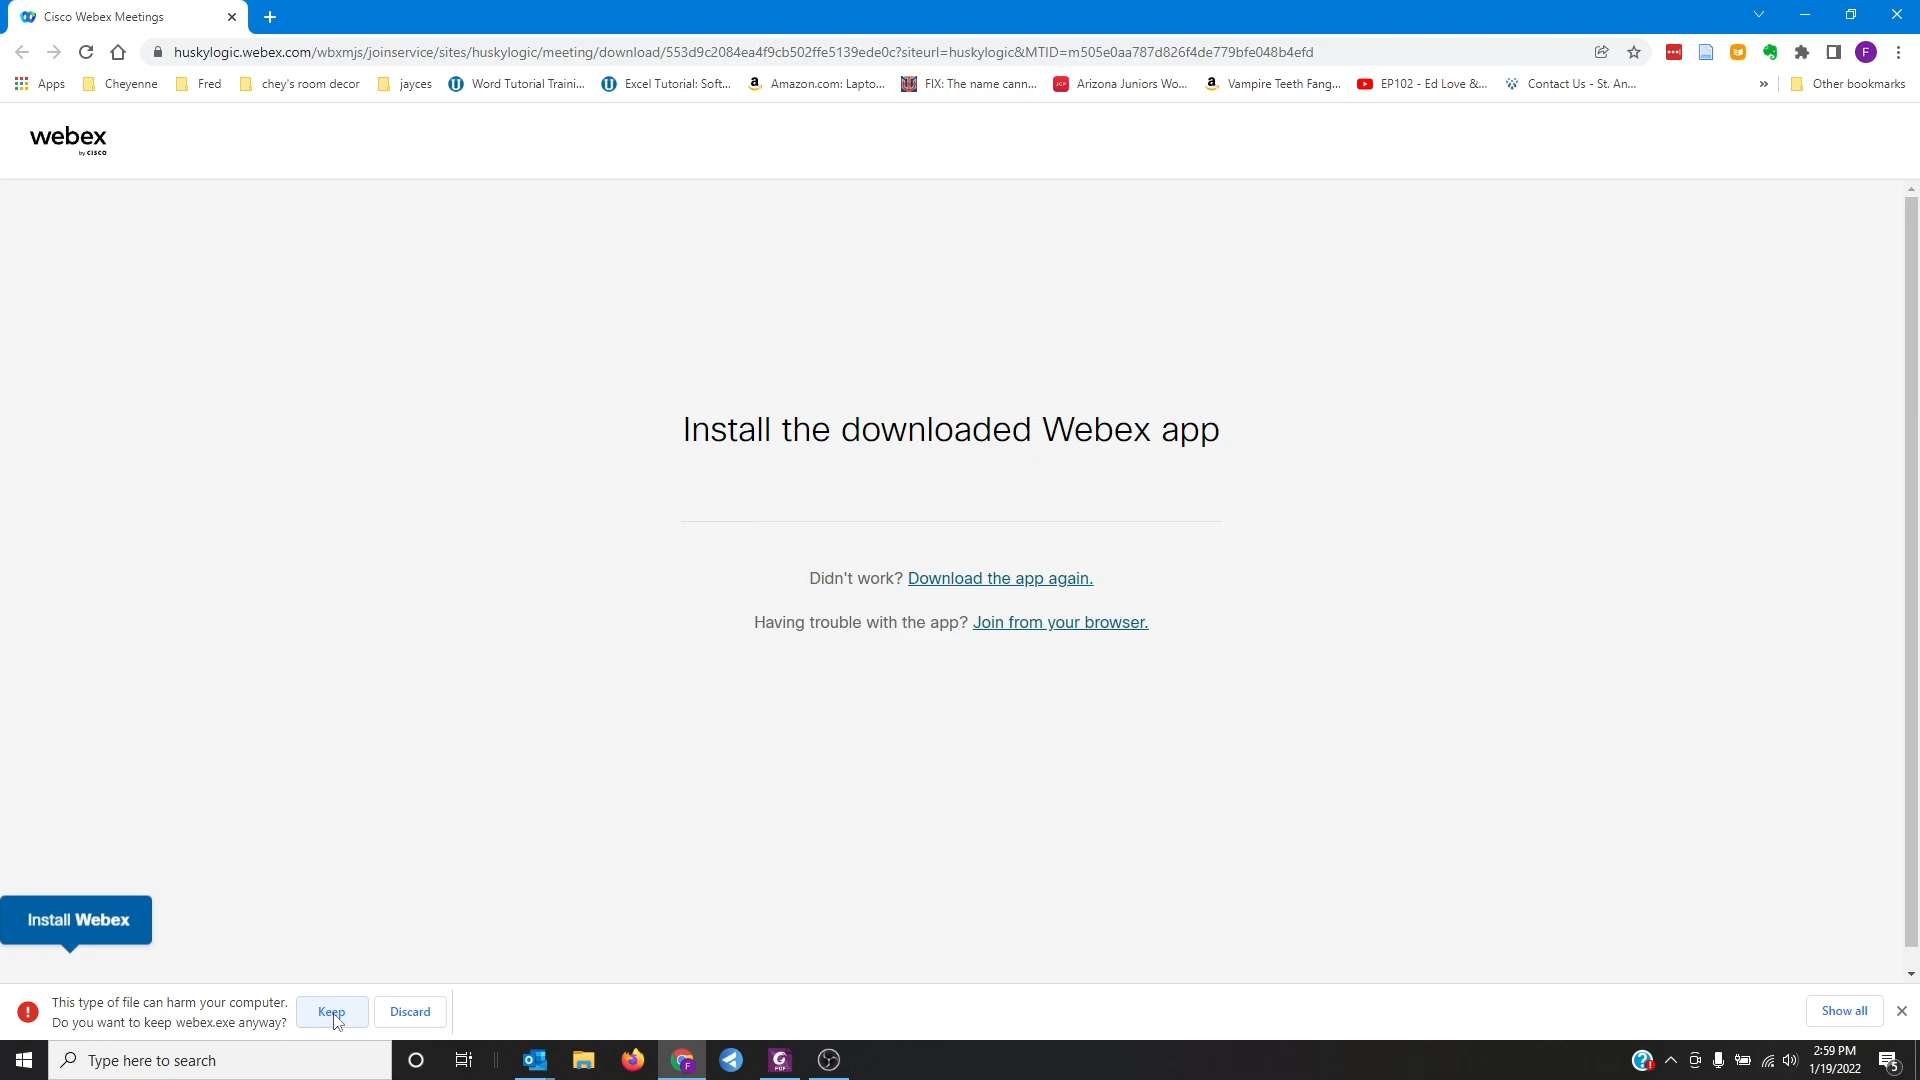 Cisco Webex Meetings
huskylogic.webex.com/wbxmjs/joinservice/sites/huskylogic/meeting/download/553d9c2084ea4f9cb502ffe5139ede0c?siteurl=huskylogic&MTID=m505e0aa787d826f4de779bfe048b4efd
F
Apps Cheyenne Fred chey's room decor jayces Word Tutorial Traini... Excel Tutorial: Soft... Amazon.com: Lapto... FIX: The name cann... Arizona Juniors Wo... Vampire Teeth Fang... EP102 - Ed Love &... Contact Us - St. An... » Other bookmarks
webex
by cisco
Install the downloaded Webex app
Didn't work? Download the app again.
Having trouble with the app? Join from your browser.
Install Webex
This type of file can harm your computer.
Do you want to keep webex.exe anyway?
Keep
Discard
Show all
Type here to search
2:59 PM
1/19/2022
5